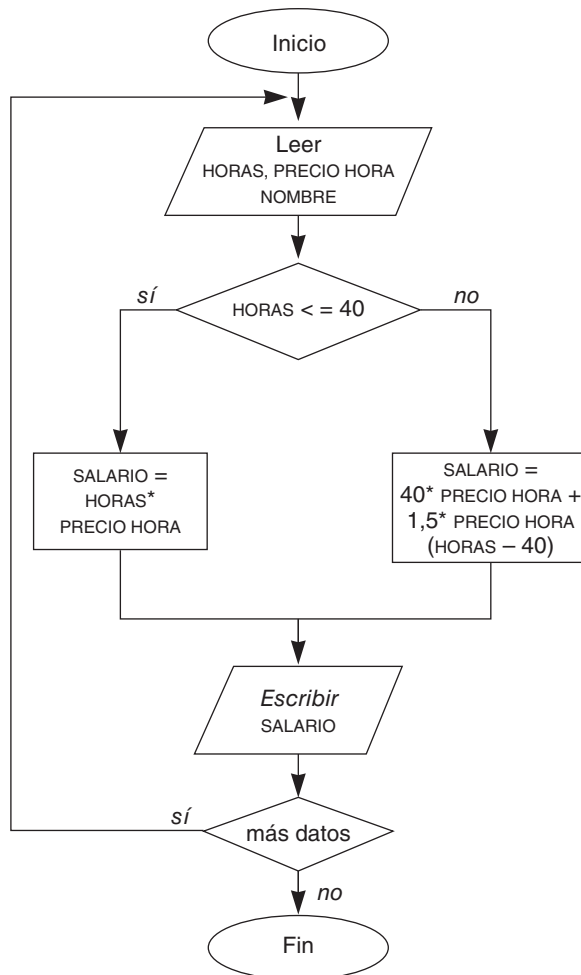 Inicio
Leer
HORAS, PRECIO HORA
NOMBRE
sí
HORAS < = 40
no
SALARIO =
HORAS*
PRECIO HORA
SALARIO =
40* PRECIO HORA +
1,5* PRECIO HORA
(HORAS – 40)
Escribir
SALARIO
sí
más datos
no
Fin